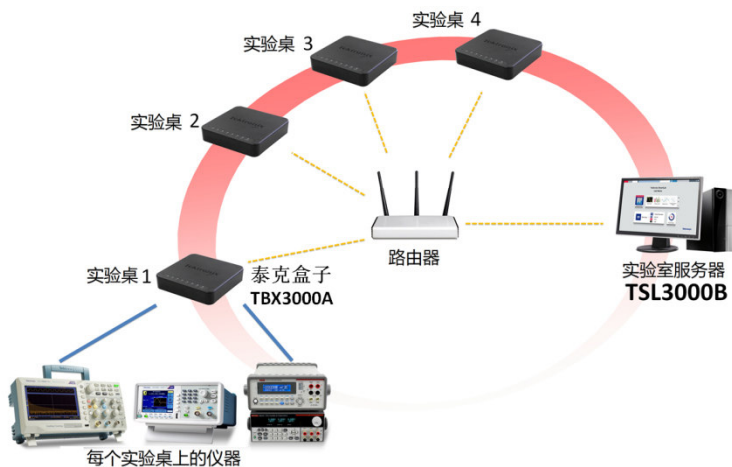 实验桌 4
实验桌 3
实验桌 2
实验桌 1
泰克盒子
TBX3000A
路由器
实验室服务器
TSL3000B
每个实验桌上的仪器